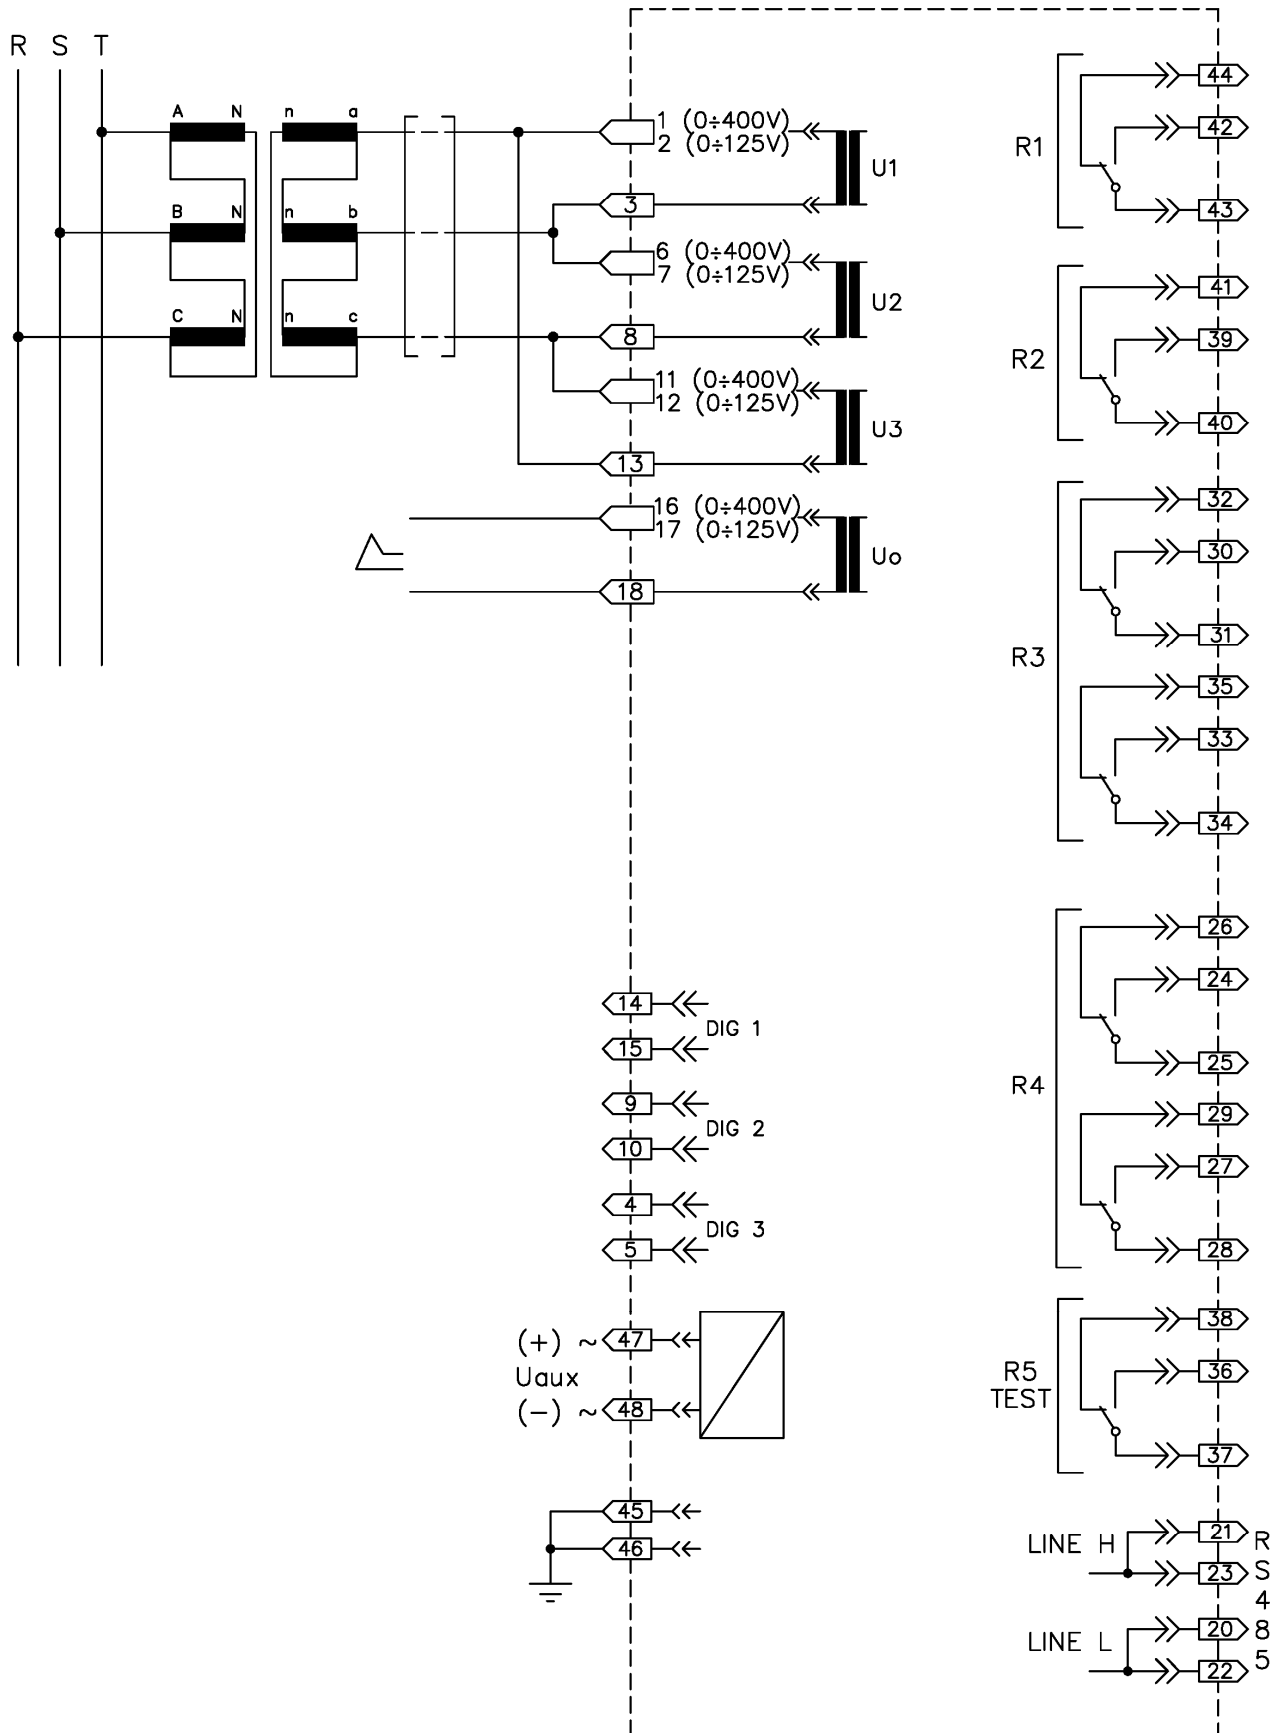 R S T
A N n a
B N n b
C N n c
1 (0÷400V)
2 (0÷125V)
U1
3
6 (0÷400V)
7 (0÷125V)
U2
8
11 (0÷400V)
12 (0÷125V)
U3
13
16 (0÷400V)
17 (0÷125V)
Uo
18
14
DIG 1
15
9
DIG 2
10
4
DIG 3
5
(+) ~ 47
Uaux
(-) ~ 48
45
46
44
R1
42
43
41
R2
39
40
32
30
31
R3
35
33
34
26
24
25
R4
29
27
28
38
R5
TEST
36
37
LINE H
21
23
LINE L
20
22
RS485